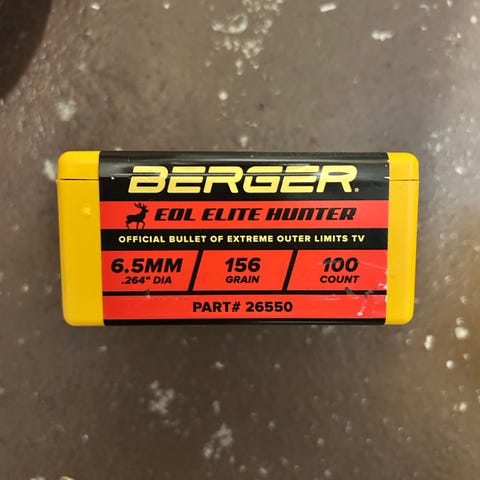 BERGER.
EOL ELITE HUNTER
OFFICIAL BULLET OF EXTREME OUTER LIMITS TV
6.5MM 156 100
.264" DIA GRAIN COUNT
PART# 26550